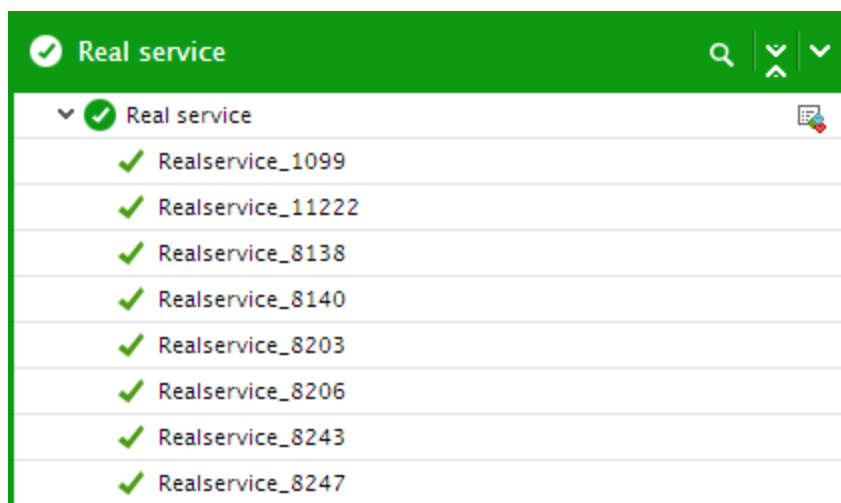 Real service
Real service
Realservice_1099
Realservice_11222
Realservice_8138
Realservice_8140
Realservice_8203
Realservice_8206
Realservice_8243
Realservice_8247